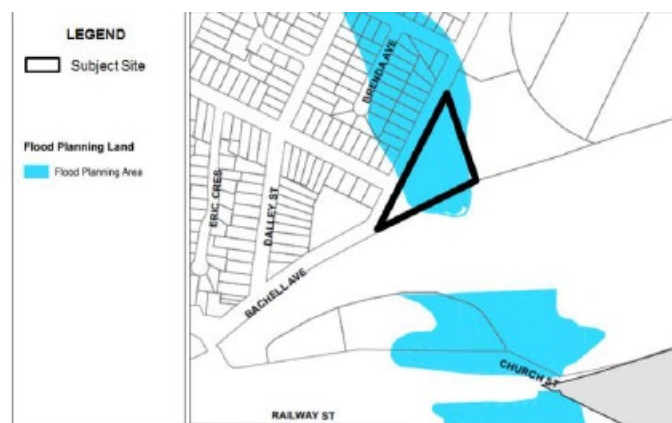 LEGEND
Subject Site
Flood Planning Land
Flood Planning Area
BRENDA AVE
ERIC CRES
DALLEY ST
BACHELL AVE
CHURCH ST
RAILWAY ST